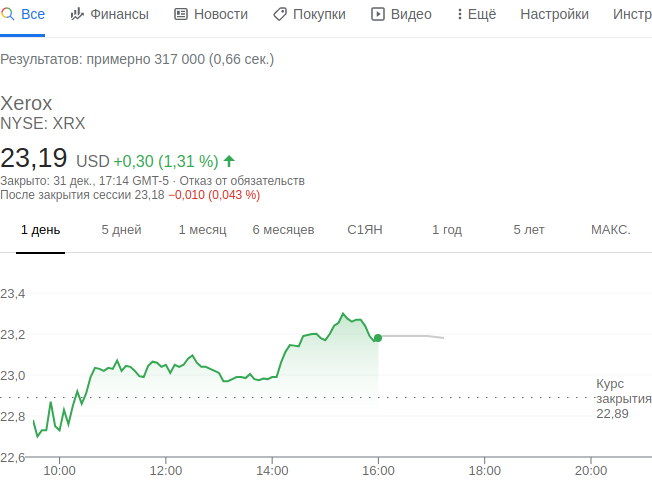 Все Финансы Новости Покупки Видео Ещё Настройки Инстр
Результатов: примерно 317 000 (0,66 сек.)
Xerox
NYSE: XRX
23,19 USD +0,30 (1,31 %)
Закрыто: 31 дек., 17:14 GMT-5 · Отказ от обязательств
После закрытия сессии 23,18 −0,010 (0,043 %)
1 день 5 дней 1 месяц 6 месяцев С1ЯН 1 год 5 лет МАКС.
23,4
23,2
23,0
22,8
22,6
Курс
закрытия
22,89
10:00 12:00 14:00 16:00 18:00 20:00